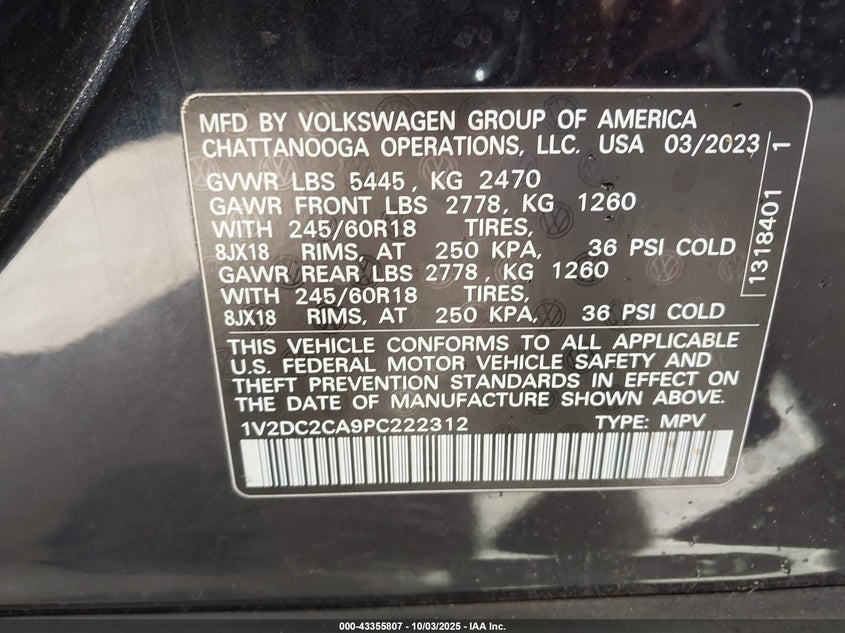 MFD BY VOLKSWAGEN GROUP OF AMERICA
CHATTANOOGA OPERATIONS, LLC. USA 03/2023
GVWR LBS 5445, KG 2470
GAWR FRONT LBS 2778, KG 1260
WITH 245/60R18 TIRES,
8JX18 RIMS, AT 250 KPA, 36 PSI COLD
GAWR REAR LBS 2778, KG 1260
WITH 245/60R18 TIRES,
8JX18 RIMS, AT 250 KPA, 36 PSI COLD
THIS VEHICLE CONFORMS TO ALL APPLICABLE
U.S. FEDERAL MOTOR VEHICLE SAFETY AND
THEFT PREVENTION STANDARDS IN EFFECT ON
THE DATE OF MANUFACTURE SHOWN ABOVE.
1V2DC2CA9PC222312 TYPE: MPV
1318401 1
000-43355807 - 10/03/2025 - IAA Inc.